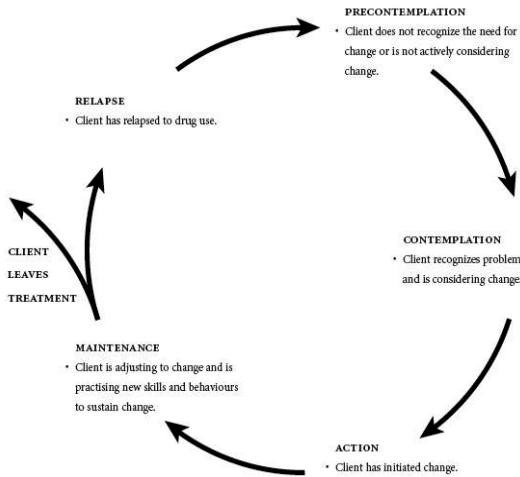 PRECONTEMPLATION
• Client does not recognize the need for
change or is not actively considering
change.
RELAPSE
• Client has relapsed to drug use.
CONTEMPLATION
• Client recognizes problem
and is considering change
CLIENT
LEAVES
TREATMENT
MAINTENANCE
• Client is adjusting to change and is
practising new skills and behaviours
to sustain change.
ACTION
• Client has initiated change.